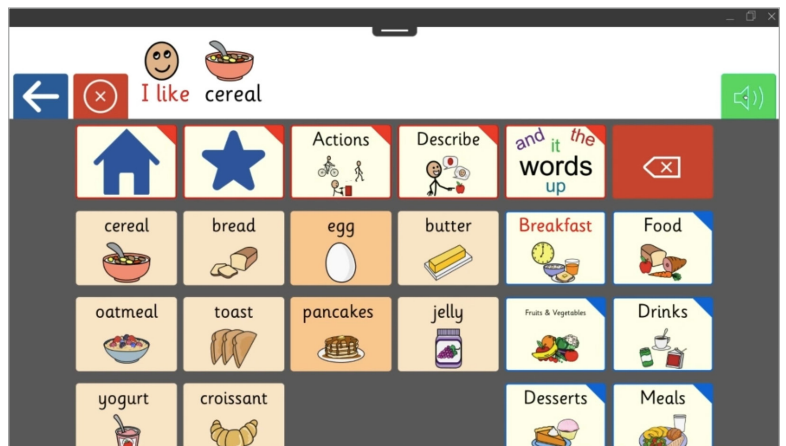 I like cereal
Actions
Describe
and it the
words
up
cereal
bread
egg
butter
Breakfast
Food
oatmeal
toast
pancakes
jelly
Fruits & Vegetables
Drinks
yogurt
croissant
Desserts
Meals